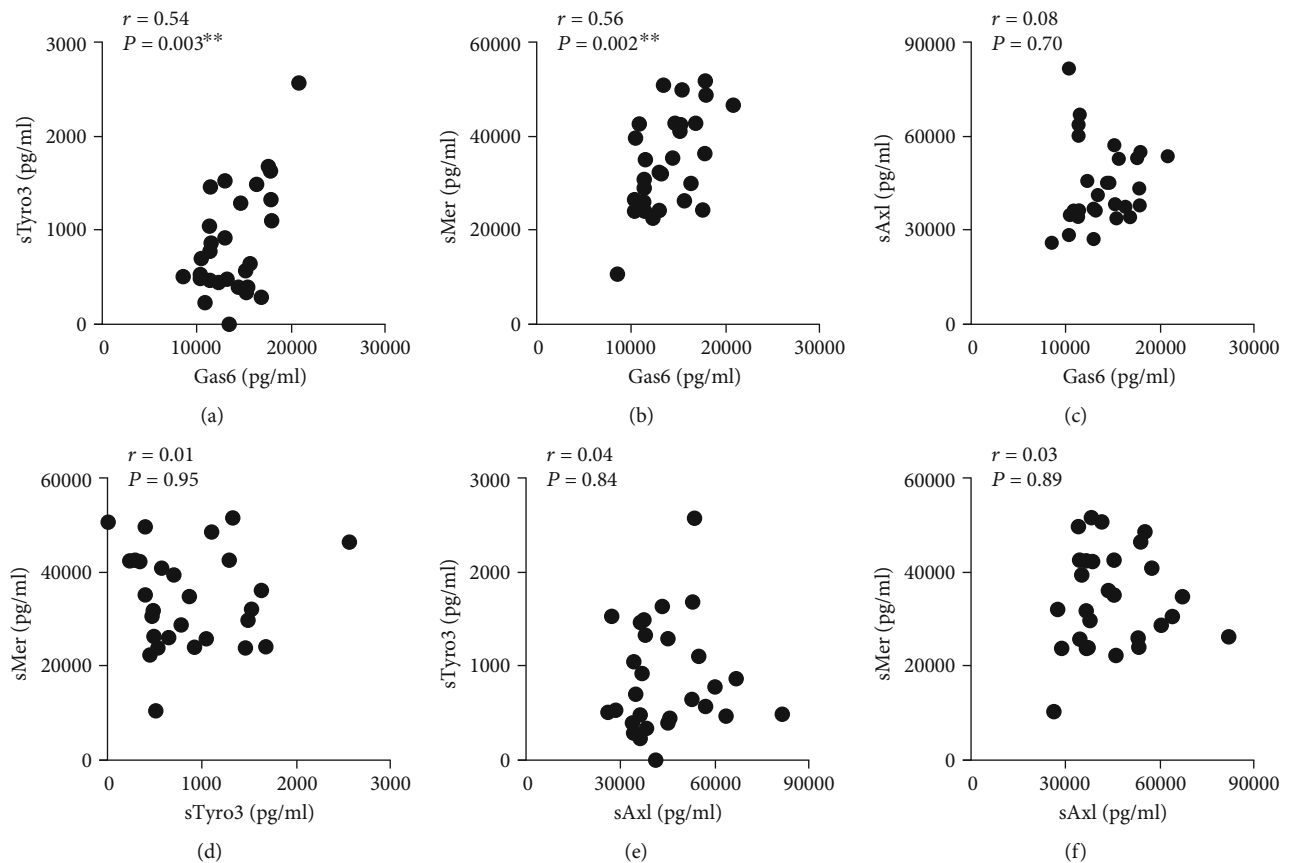 r = 0.54
P = 0.003**
3000
2000
1000
0
sTyro3 (pg/ml)
0 10000 20000 30000
Gas6 (pg/ml)
(a)
r = 0.56
P = 0.002**
60000
40000
20000
0
sMer (pg/ml)
0 10000 20000 30000
Gas6 (pg/ml)
(b)
r = 0.08
P = 0.70
90000
60000
30000
0
sAxl (pg/ml)
0 10000 20000 30000
Gas6 (pg/ml)
(c)
r = 0.01
P = 0.95
60000
40000
20000
0
sMer (pg/ml)
0 1000 2000 3000
sTyro3 (pg/ml)
(d)
r = 0.04
P = 0.84
3000
2000
1000
0
sTyro3 (pg/ml)
0 30000 60000 90000
sAxl (pg/ml)
(e)
r = 0.03
P = 0.89
60000
40000
20000
0
sMer (pg/ml)
0 30000 60000 90000
sAxl (pg/ml)
(f)